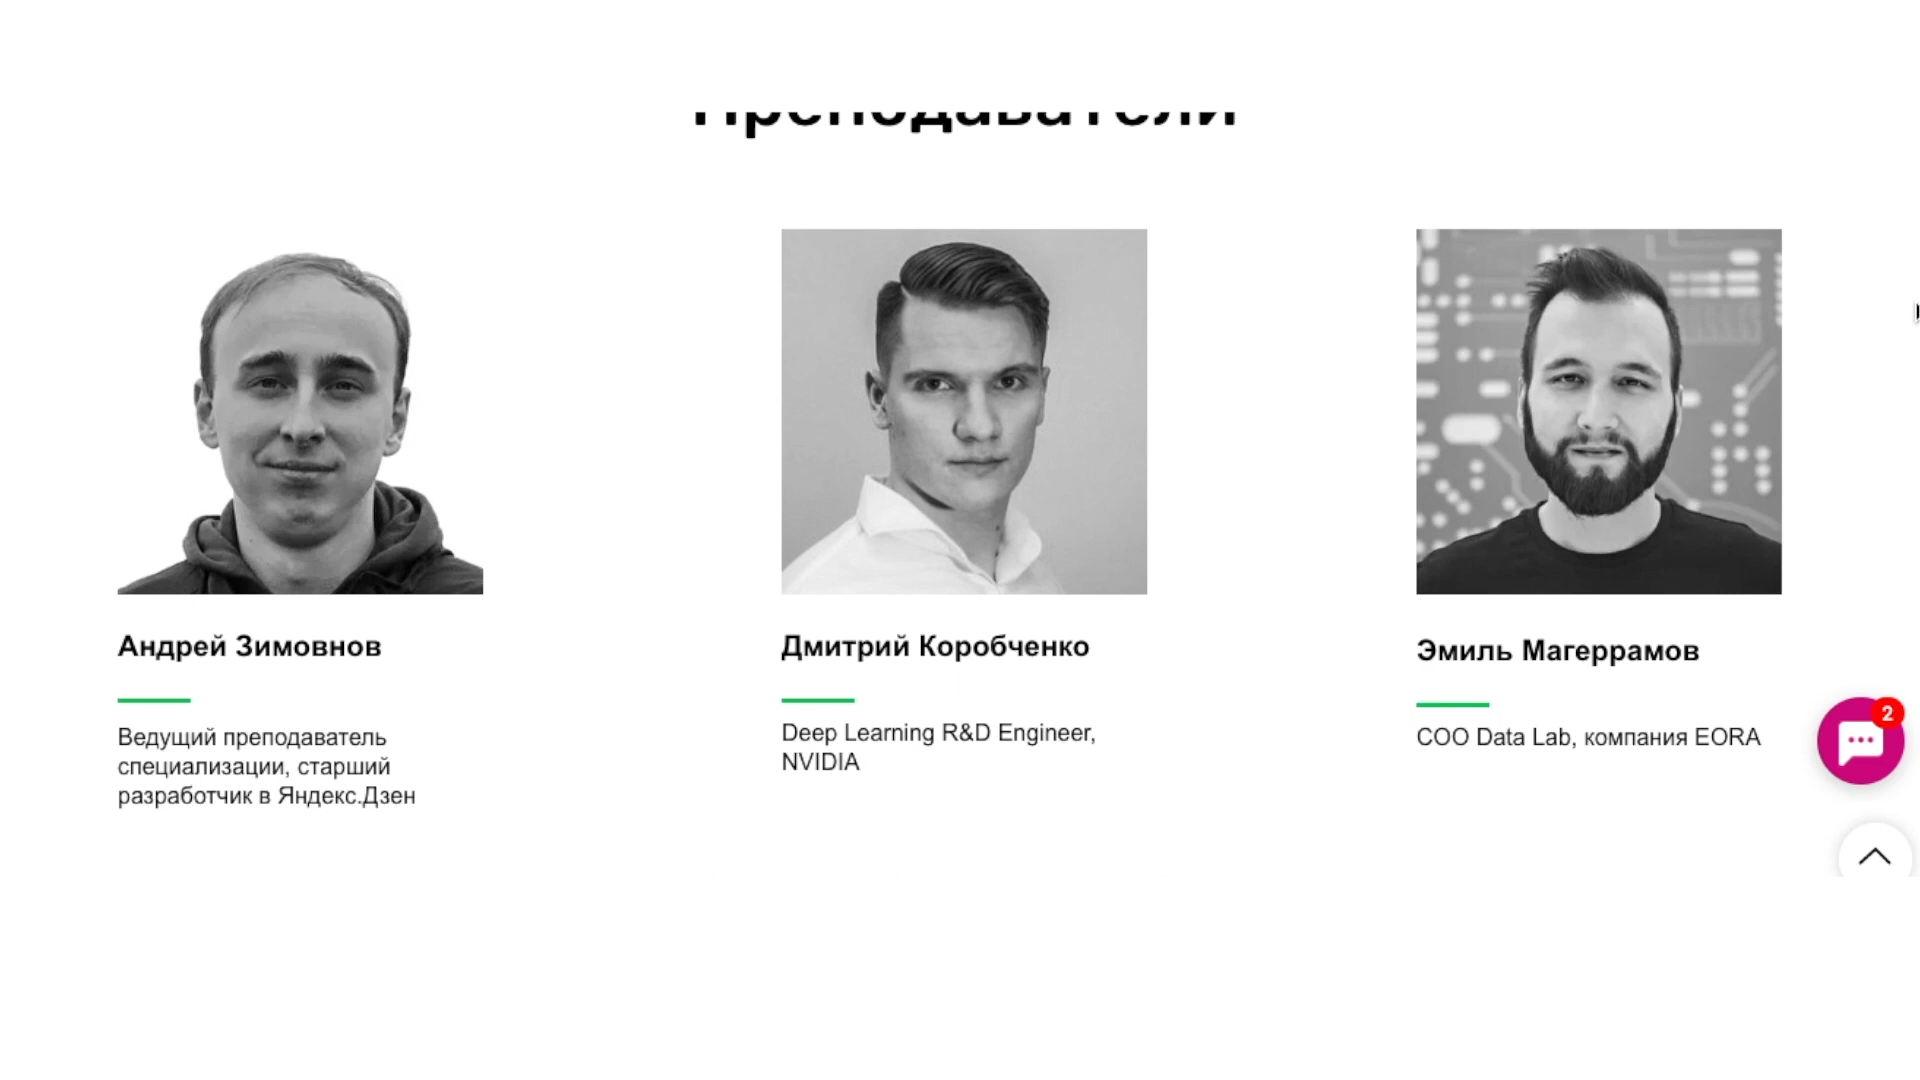 Преподаватели
Андрей Зимовнов
Ведущий преподаватель
специализации, старший
разработчик в Яндекс.Дзен
Дмитрий Коробченко
Deep Learning R&D Engineer,
NVIDIA
Эмиль Магеррамов
COO Data Lab, компания EORA
2